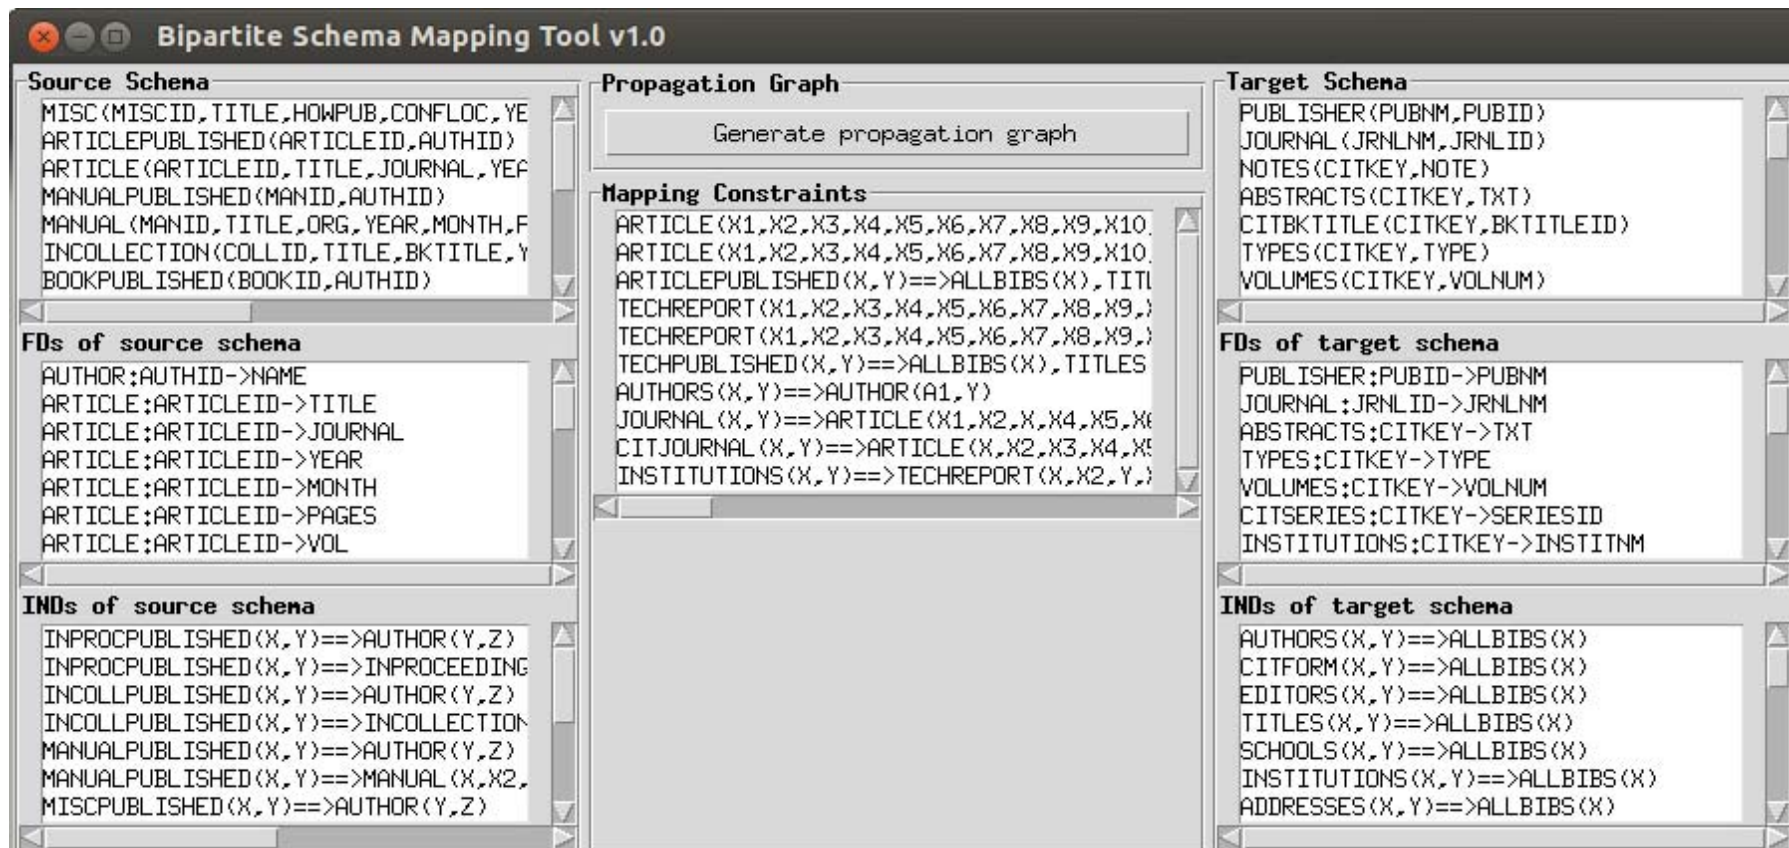 Bipartite Schema Mapping Tool v1.0
Source Schema
MISC(MISCID,TITLE,HOWPUB,CONFLOC,YE
ARTICLEPUBLISHED(ARTICLEID,AUTHID)
ARTICLE(ARTICLEID,TITLE,JOURNAL,YEA
MANUALPUBLISHED(MANID,AUTHID)
MANUAL(MANID,TITLE,ORG,YEAR,MONTH,F
INCOLLECTION(COLLID,TITLE,BKTITLE,Y
BOOKPUBLISHED(BOOKID,AUTHID)
FDs of source schema
AUTHOR:AUTHID->NAME
ARTICLE:ARTICLEID->TITLE
ARTICLE:ARTICLEID->JOURNAL
ARTICLE:ARTICLEID->YEAR
ARTICLE:ARTICLEID->MONTH
ARTICLE:ARTICLEID->PAGES
ARTICLE:ARTICLEID->VOL
INDs of source schema
INPROCPUBLISHED(X,Y)==>AUTHOR(Y,Z)
INPROCPUBLISHED(X,Y)==>INPROCEEDING
INCOLLPUBLISHED(X,Y)==>AUTHOR(Y,Z)
INCOLLPUBLISHED(X,Y)==>INCOLLECTION
MANUALPUBLISHED(X,Y)==>AUTHOR(Y,Z)
MANUALPUBLISHED(X,Y)==>MANUAL(X,X2,
MISCPUBLISHED(X,Y)==>AUTHOR(Y,Z)
Propagation Graph
Generate propagation graph
Mapping Constraints
ARTICLE(X1,X2,X3,X4,X5,X6,X7,X8,X9,X10,
ARTICLE(X1,X2,X3,X4,X5,X6,X7,X8,X9,X10,
ARTICLEPUBLISHED(X,Y)==>ALLBIBS(X),TITL
TECHREPORT(X1,X2,X3,X4,X5,X6,X7,X8,X9,X
TECHREPORT(X1,X2,X3,X4,X5,X6,X7,X8,X9,X
TECHPUBLISHED(X,Y)==>ALLBIBS(X),TITLES
AUTHORS(X,Y)==>AUTHOR(A1,Y)
JOURNAL(X,Y)==>ARTICLE(X1,X2,X,X4,X5,X6
CITJOURNAL(X,Y)==>ARTICLE(X,X2,X3,X4,X5
INSTITUTIONS(X,Y)==>TECHREPORT(X,X2,Y,X
Target Schema
PUBLISHER(PUBNM,PUBID)
JOURNAL(JRNLNM,JRNLID)
NOTES(CITKEY,NOTE)
ABSTRACTS(CITKEY,TXT)
CITBKTITLE(CITKEY,BKTITLEID)
TYPES(CITKEY,TYPE)
VOLUMES(CITKEY,VOLNUM)
FDs of target schema
PUBLISHER:PUBID->PUBNM
JOURNAL:JRNLID->JRNLNM
ABSTRACTS:CITKEY->TXT
TYPES:CITKEY->TYPE
VOLUMES:CITKEY->VOLNUM
CITSERIES:CITKEY->SERIESID
INSTITUTIONS:CITKEY->INSTITNM
INDs of target schema
AUTHORS(X,Y)==>ALLBIBS(X)
CITFORM(X,Y)==>ALLBIBS(X)
EDITORS(X,Y)==>ALLBIBS(X)
TITLES(X,Y)==>ALLBIBS(X)
SCHOOLS(X,Y)==>ALLBIBS(X)
INSTITUTIONS(X,Y)==>ALLBIBS(X)
ADDRESSES(X,Y)==>ALLBIBS(X)